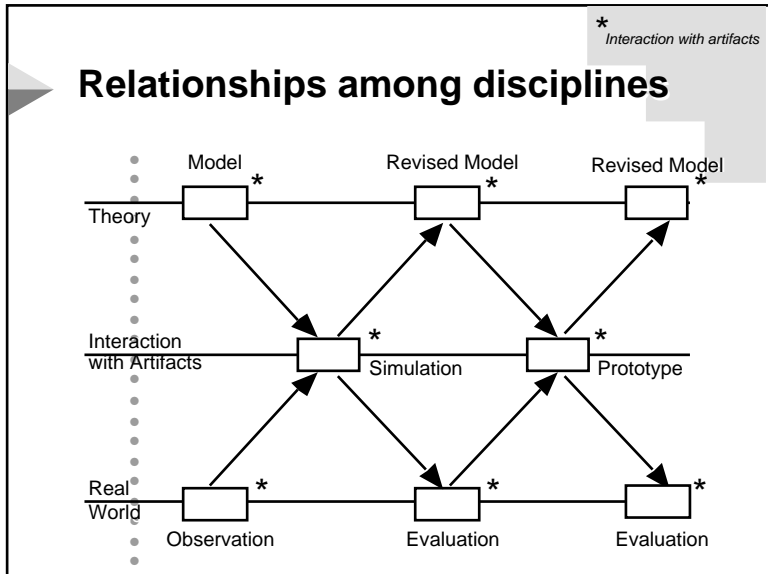 *
Interaction with artifacts
Relationships among disciplines
Model
Revised Model
Revised Model
* * *
Theory
Interaction
with Artifacts
* *
Simulation
Prototype
Real
World
* * *
Observation
Evaluation
Evaluation